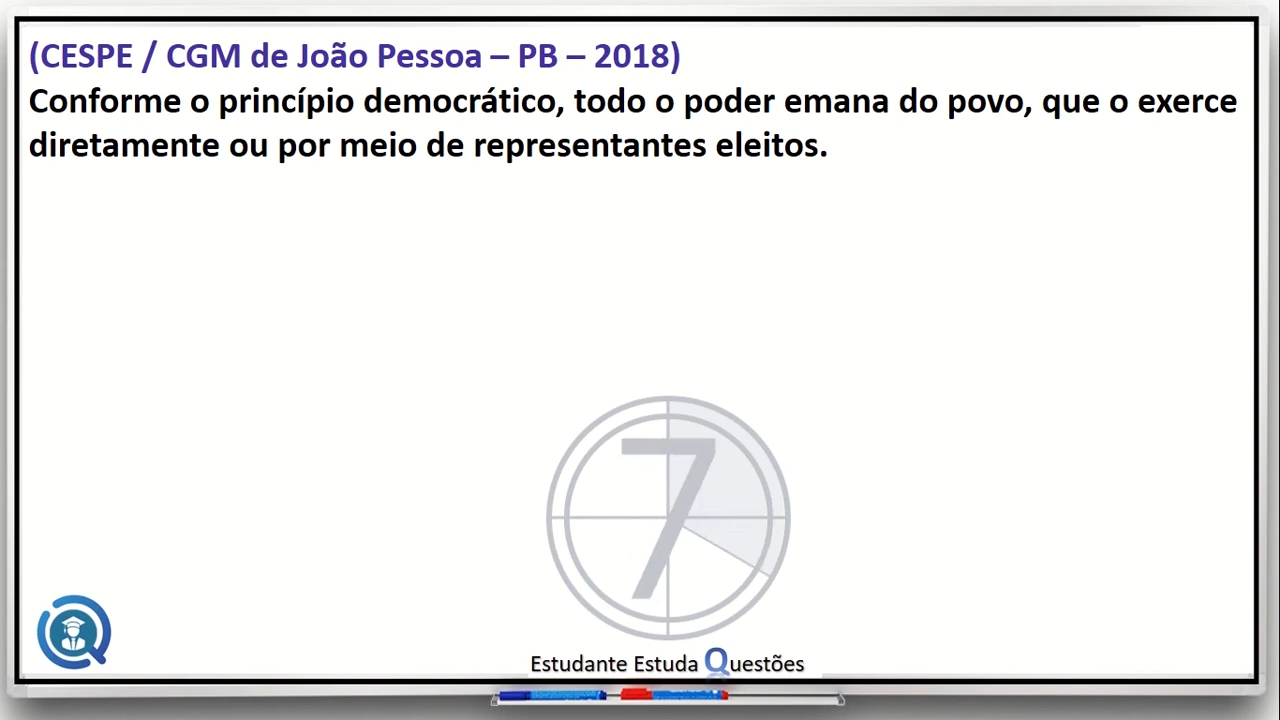 (CESPE / CGM de João Pessoa – PB – 2018)
Conforme o princípio democrático, todo o poder emana do povo, que o exerce
diretamente ou por meio de representantes eleitos.
7
Estudante Estuda Questões